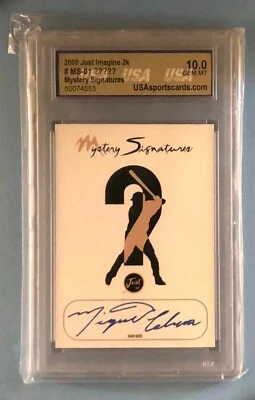 2000 Just Imagine 2k
10.0
# MS-01 ?????
USA USA
GEM MT
Mystery Signatures
50074553
USAsportscards.com
Mystery Signatures
?
Just
Miguel Cabrera